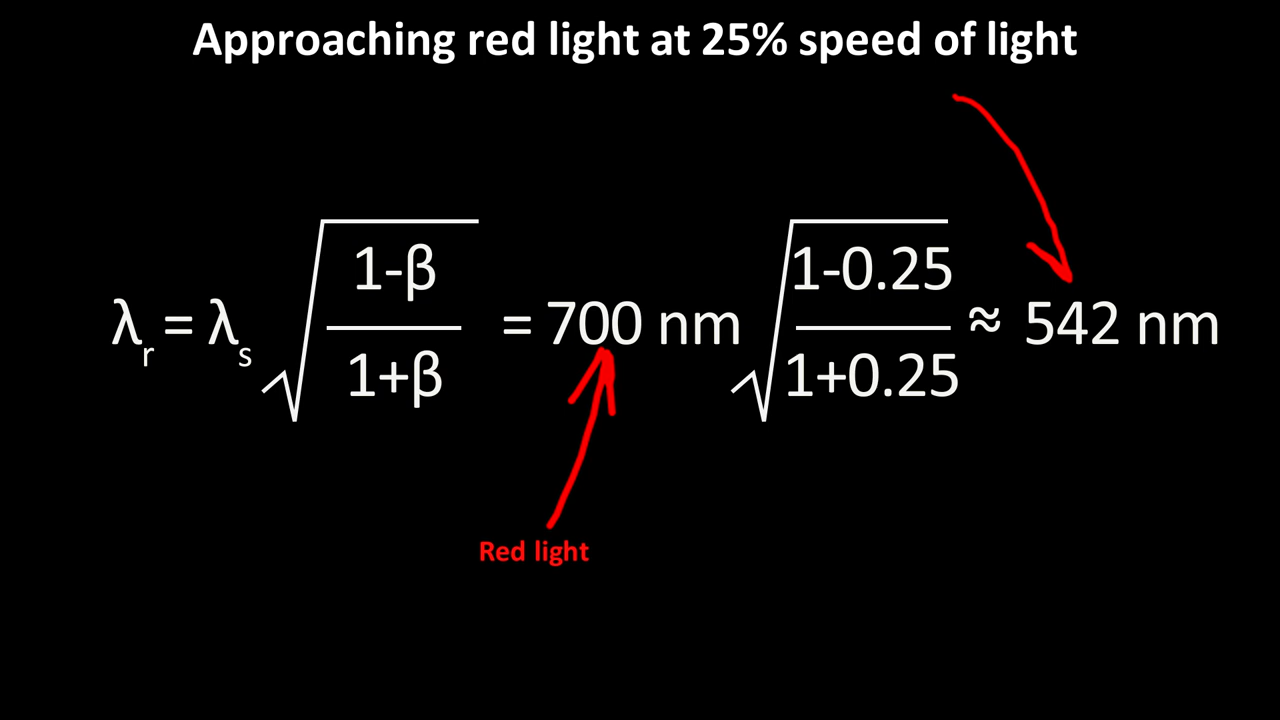 Approaching red light at 25% speed of light
λr = λs √((1-β)/(1+β)) = 700 nm √((1-0.25)/(1+0.25)) ≈ 542 nm
Red light